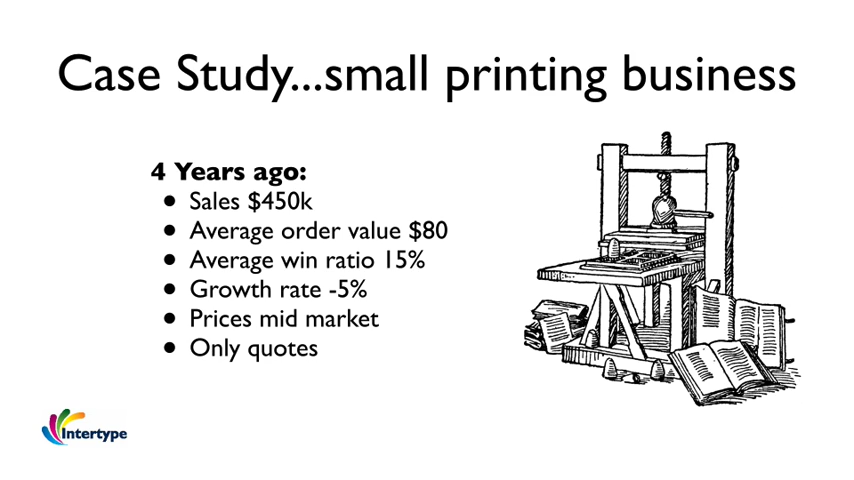 Case Study...small printing business
4 Years ago:
• Sales $450k
• Average order value $80
• Average win ratio 15%
• Growth rate -5%
• Prices mid market
• Only quotes
Intertype